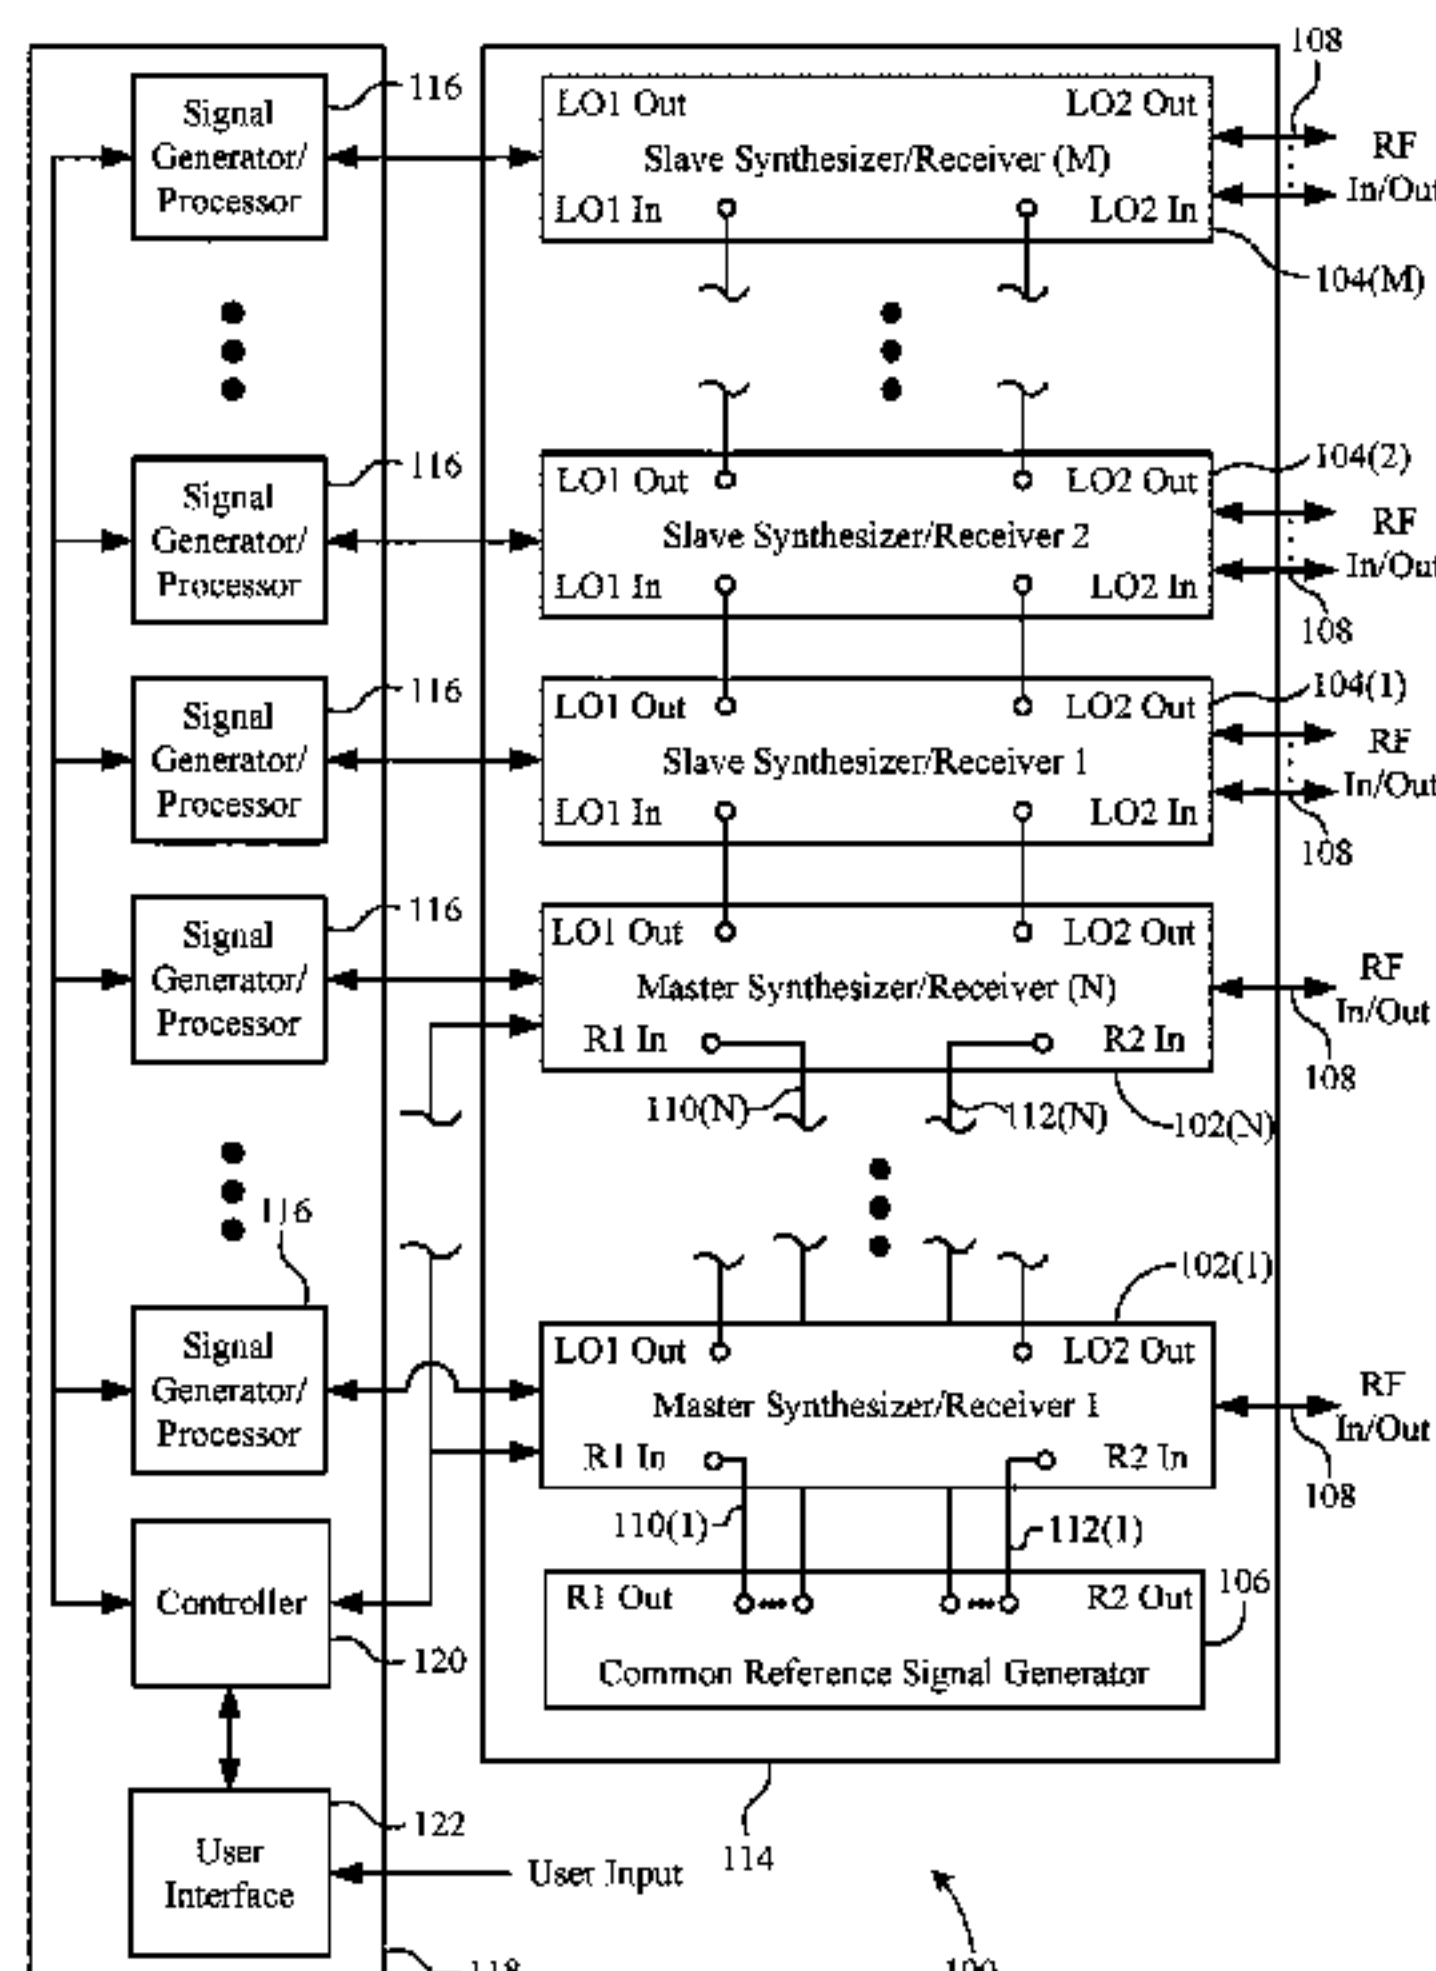 108
Signal
Generator/
Processor
116
LO1 Out
LO2 Out
Slave Synthesizer/Receiver (M)
LO1 In
LO2 In
RF
In/Out
104(M)
Signal
Generator/
Processor
116
LO1 Out
LO2 Out
Slave Synthesizer/Receiver 2
LO1 In
LO2 In
104(2)
RF
In/Out
108
Signal
Generator/
Processor
116
LO1 Out
LO2 Out
Slave Synthesizer/Receiver 1
LO1 In
LO2 In
104(1)
RF
In/Out
108
Signal
Generator/
Processor
116
LO1 Out
LO2 Out
Master Synthesizer/Receiver (N)
R1 In
R2 In
RF
In/Out
108
110(N)
112(N)
102(N)
116
102(1)
Signal
Generator/
Processor
LO1 Out
LO2 Out
Master Synthesizer/Receiver 1
R1 In
R2 In
RF
In/Out
108
110(1)
112(1)
Controller
120
R1 Out
R2 Out
106
Common Reference Signal Generator
User
Interface
122
User Input
114
118
100